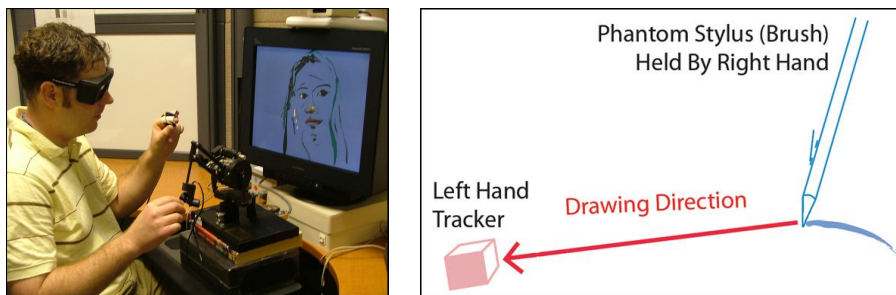 Phantom Stylus (Brush)
Held By Right Hand
Left Hand
Tracker
Drawing Direction